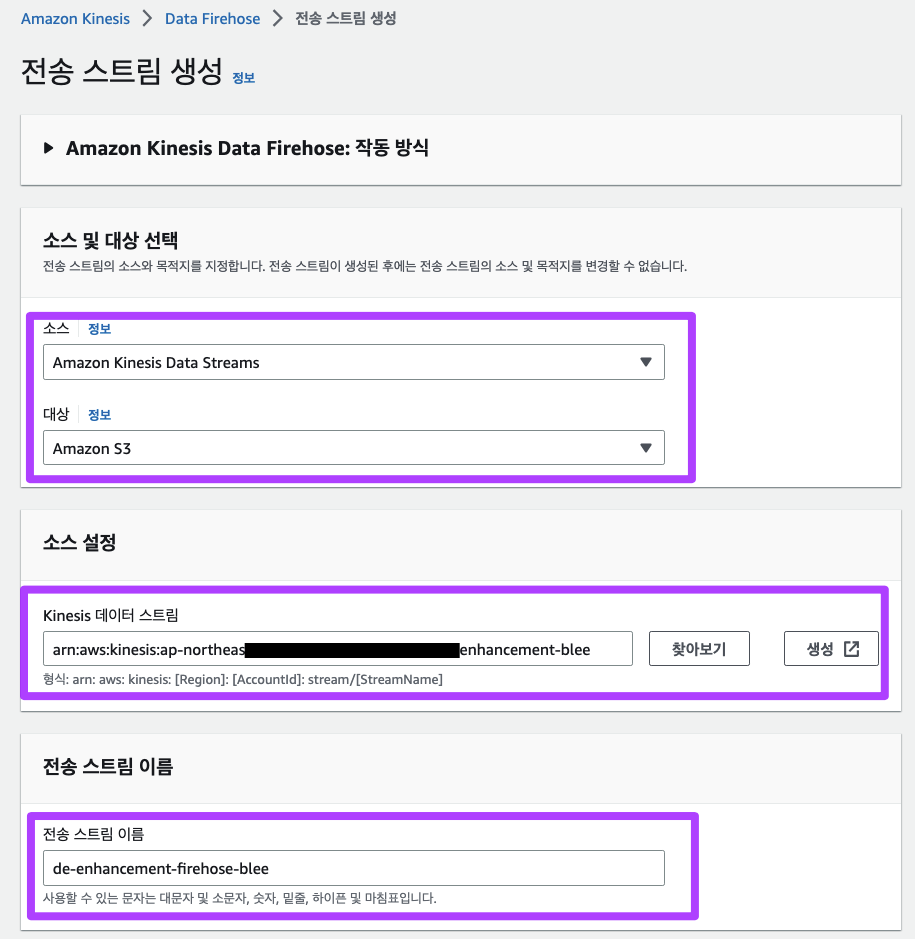 Amazon Kinesis > Data Firehose > 전송 스트림 생성
전송 스트림 생성 정보
Amazon Kinesis Data Firehose: 작동 방식
소스 및 대상 선택
전송 스트림의 소스와 목적지를 지정합니다. 전송 스트림이 생성된 후에는 전송 스트림의 소스 및 목적지를 변경할 수 없습니다.
소스 정보
Amazon Kinesis Data Streams
대상 정보
Amazon S3
소스 설정
Kinesis 데이터 스트림
arn:aws:kinesis:ap-northeas enhancement-blee 찾아보기 생성
형식: arn: aws: kinesis: [Region]: [AccountId]: stream/[StreamName]
전송 스트림 이름
전송 스트림 이름
de-enhancement-firehose-blee
사용할 수 있는 문자는 대문자 및 소문자, 숫자, 밑줄, 하이픈 및 마침표입니다.